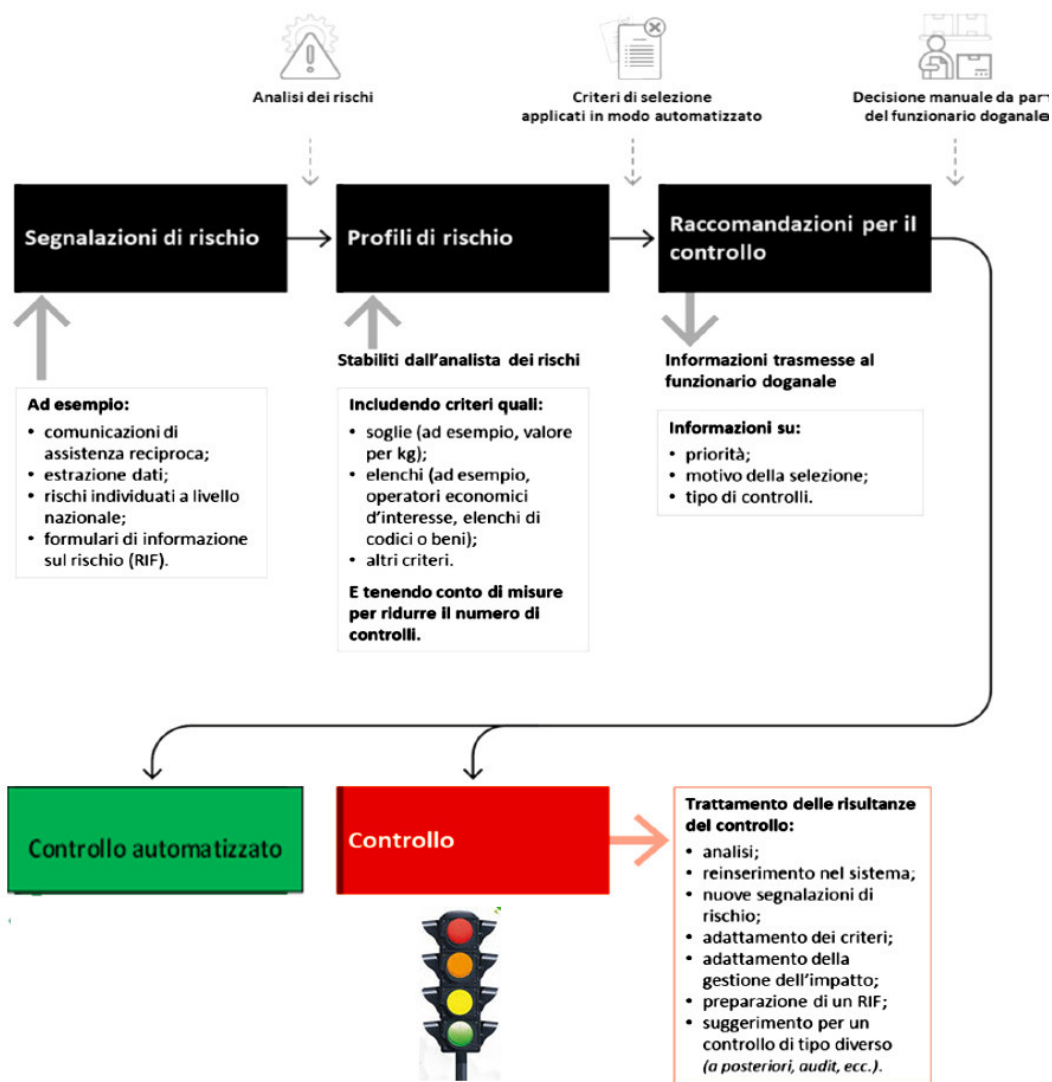 Analisi dei rischi
Criteri di selezione
applicati in modo automatizzato
Decisione manuale da part
del funzionario doganale
Segnalazioni di rischio
Profili di rischio
Raccomandazioni per il
controllo
Ad esempio:
• comunicazioni di
assistenza reciproca;
• estrazione dati;
• rischi individuati a livello
nazionale;
• formulari di informazione
sul rischio (RIF).
Stabiliti dall'analista dei rischi
Includendo criteri quali:
• soglie (ad esempio, valore
per kg);
• elenchi (ad esempio,
operatori economici
d'interesse, elenchi di
codici o beni);
• altri criteri.
E tenendo conto di misure
per ridurre il numero di
controlli.
Informazioni trasmesse al
funzionario doganale
Informazioni su:
• priorità;
• motivo della selezione;
• tipo di controlli.
Controllo automatizzato
Controllo
Trattamento delle risultanze
del controllo:
• analisi;
• reinserimento nel sistema;
• nuove segnalazioni di
rischio;
• adattamento dei criteri;
• adattamento della
gestione dell'impatto;
• preparazione di un RIF;
• suggerimento per un
controllo di tipo diverso
(a posteriori, audit, ecc.).